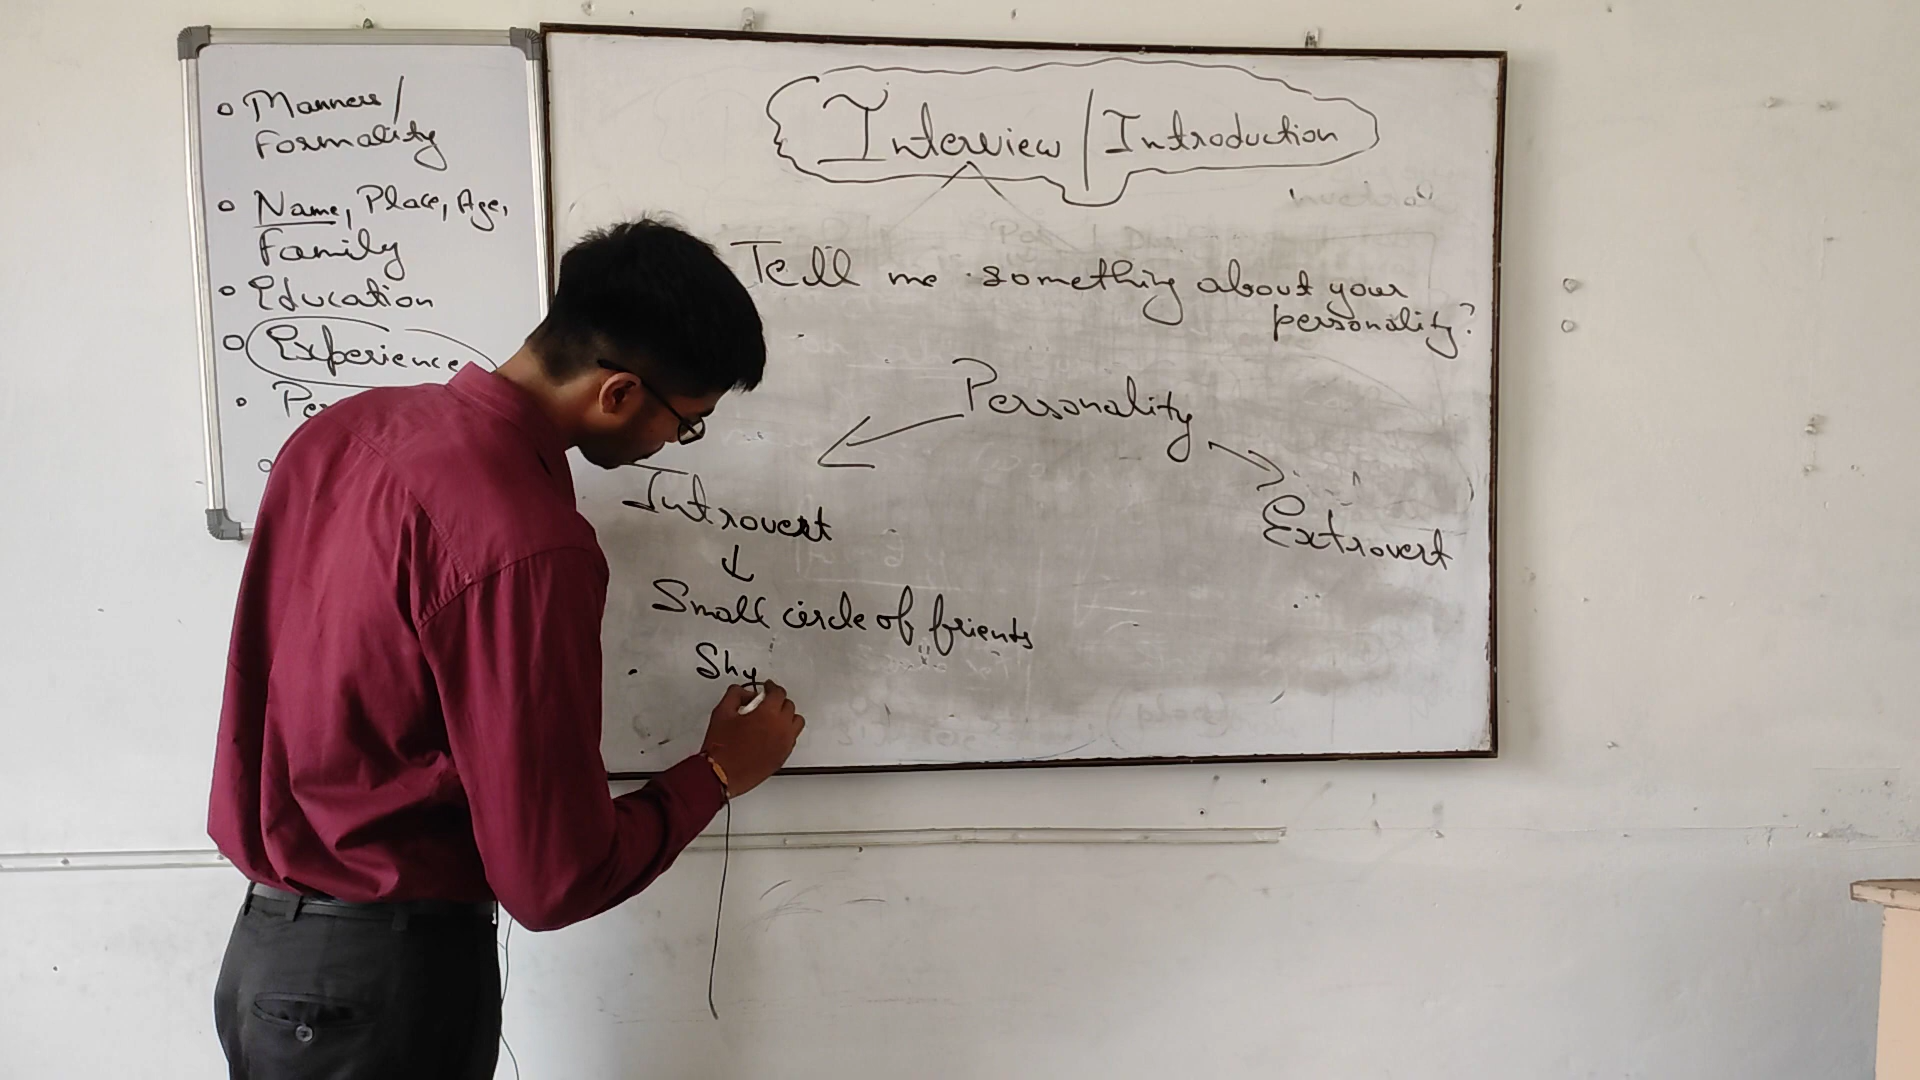 Manners/
Formality
Name, Place, Age,
Family
Education
Experience
Per
Interview/Introduction
Tell me something about your
personality?
Personality
Introvert
Extrovert
Small circle of friends
Shy